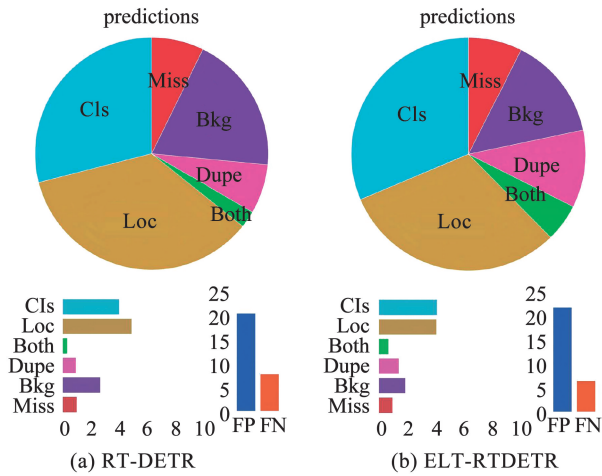 predictions
Miss
Cls
Bkg
Dupe
Both
Loc
Cls
Loc
Both
Dupe
Bkg
Miss
0 2 4 6 8 10
25
20
15
10
5
0
FP FN
(a) RT-DETR
predictions
Miss
Cls
Bkg
Dupe
Both
Loc
Cls
Loc
Both
Dupe
Bkg
Miss
0 2 4 6 8 10
25
20
15
10
5
0
FP FN
(b) ELT-RTDETR